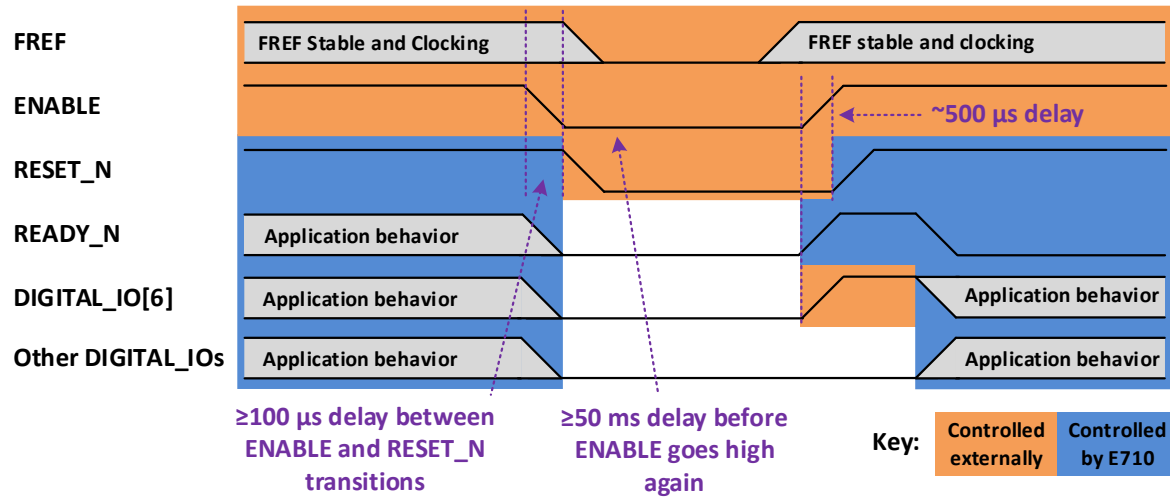 FREF
FREF Stable and Clocking
FREF stable and clocking
ENABLE
~500 µs delay
RESET_N
READY_N
Application behavior
DIGITAL_IO[6]
Application behavior
Application behavior
Other DIGITAL_IOs
Application behavior
Application behavior
≥100 µs delay between
ENABLE and RESET_N
transitions
≥50 ms delay before
ENABLE goes high
again
Key:
Controlled
externally
Controlled
by E710